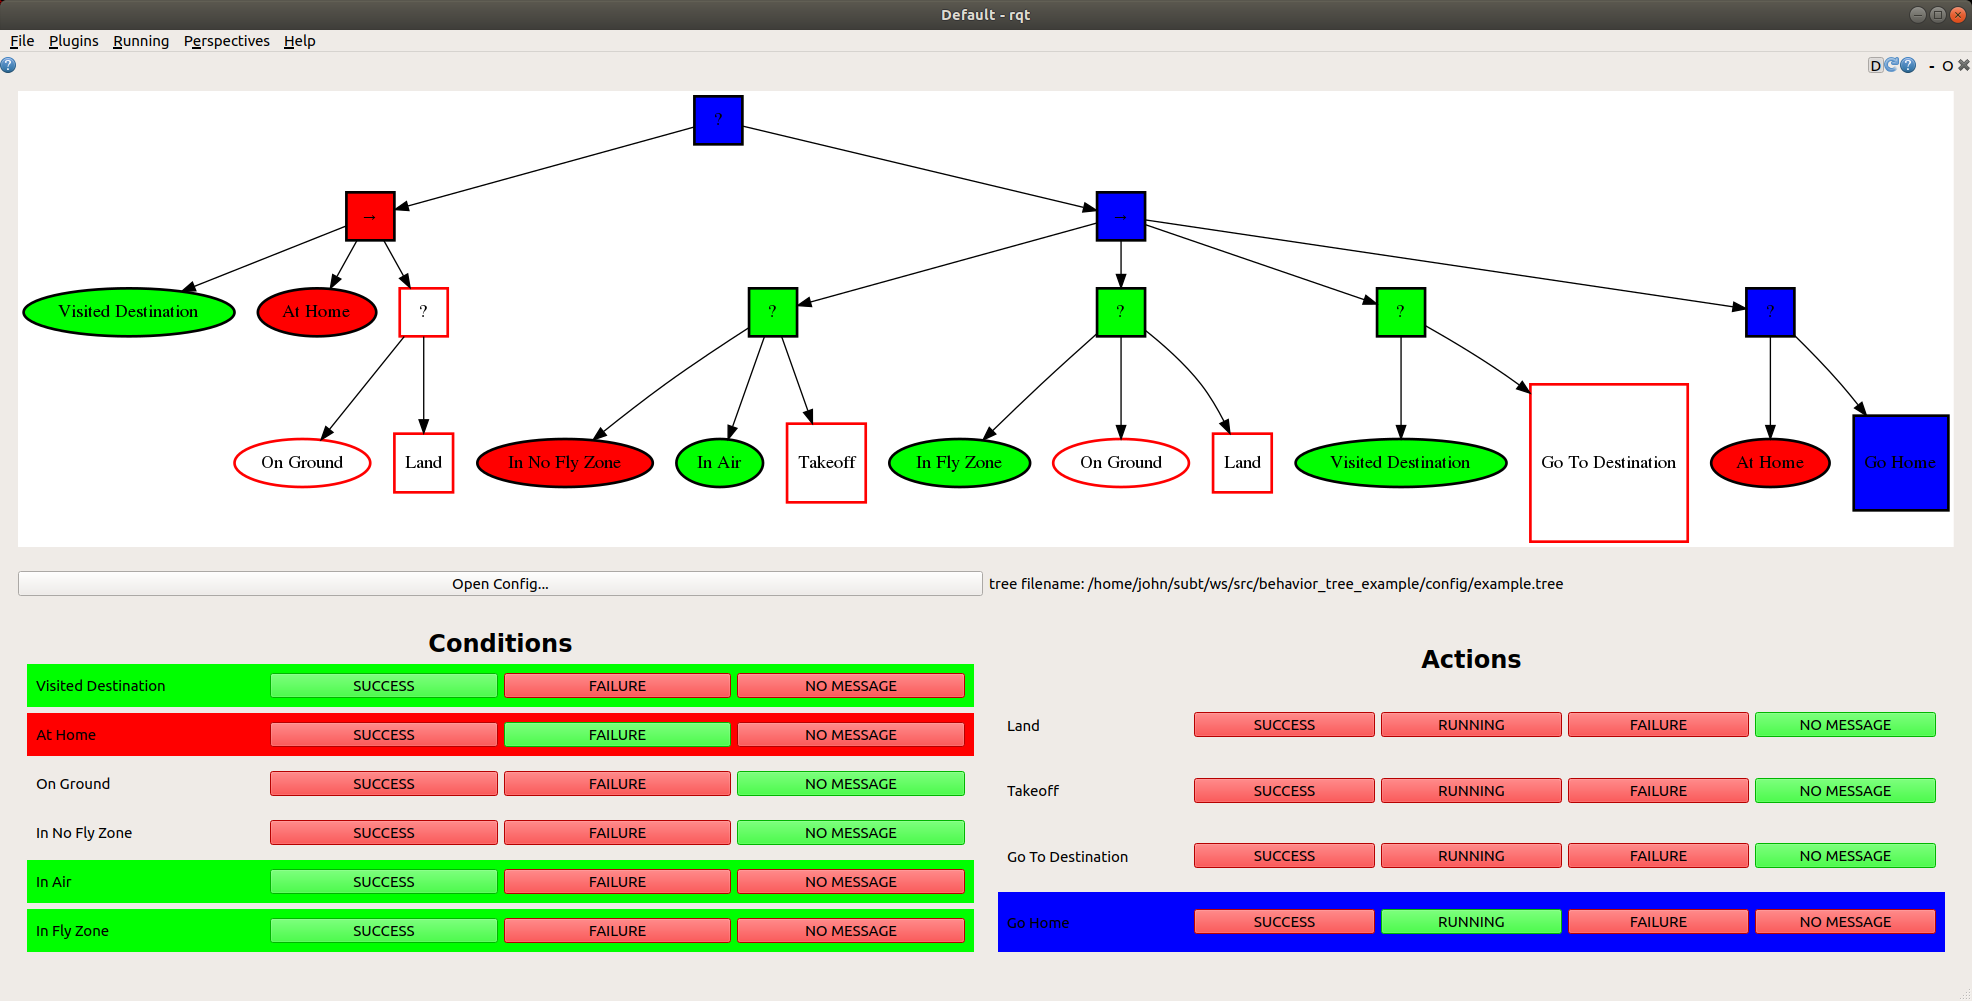 Default - rqt
File Plugins Running Perspectives Help
? D ? - O
?
→ →
Visited Destination At Home ? ? ? ? ?
On Ground Land In No Fly Zone In Air Takeoff In Fly Zone On Ground Land Visited Destination Go To Destination At Home Go Home
Open Config... tree filename: /home/john/subt/ws/src/behavior_tree_example/config/example.tree
Conditions
Visited Destination SUCCESS FAILURE NO MESSAGE
At Home SUCCESS FAILURE NO MESSAGE
On Ground SUCCESS FAILURE NO MESSAGE
In No Fly Zone SUCCESS FAILURE NO MESSAGE
In Air SUCCESS FAILURE NO MESSAGE
In Fly Zone SUCCESS FAILURE NO MESSAGE
Actions
Land SUCCESS RUNNING FAILURE NO MESSAGE
Takeoff SUCCESS RUNNING FAILURE NO MESSAGE
Go To Destination SUCCESS RUNNING FAILURE NO MESSAGE
Go Home SUCCESS RUNNING FAILURE NO MESSAGE